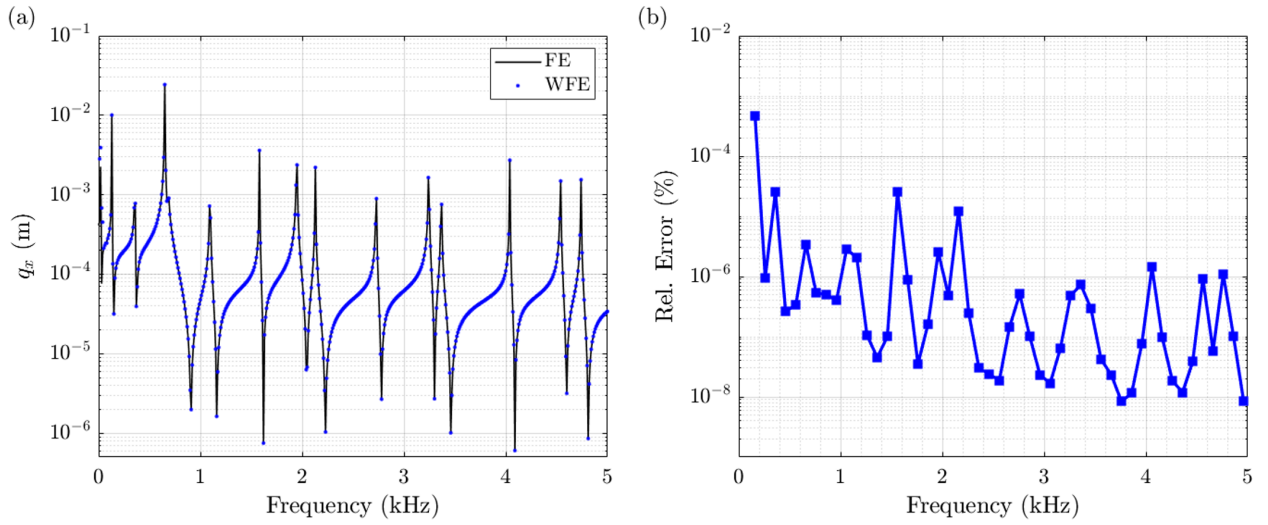 (a)
10⁻¹
10⁻²
10⁻³
10⁻⁴
10⁻⁵
10⁻⁶
qₓ (m)
FE
WFE
0 1 2 3 4 5
Frequency (kHz)
(b)
10⁻²
10⁻⁴
10⁻⁶
10⁻⁸
Rel. Error (%)
0 1 2 3 4 5
Frequency (kHz)